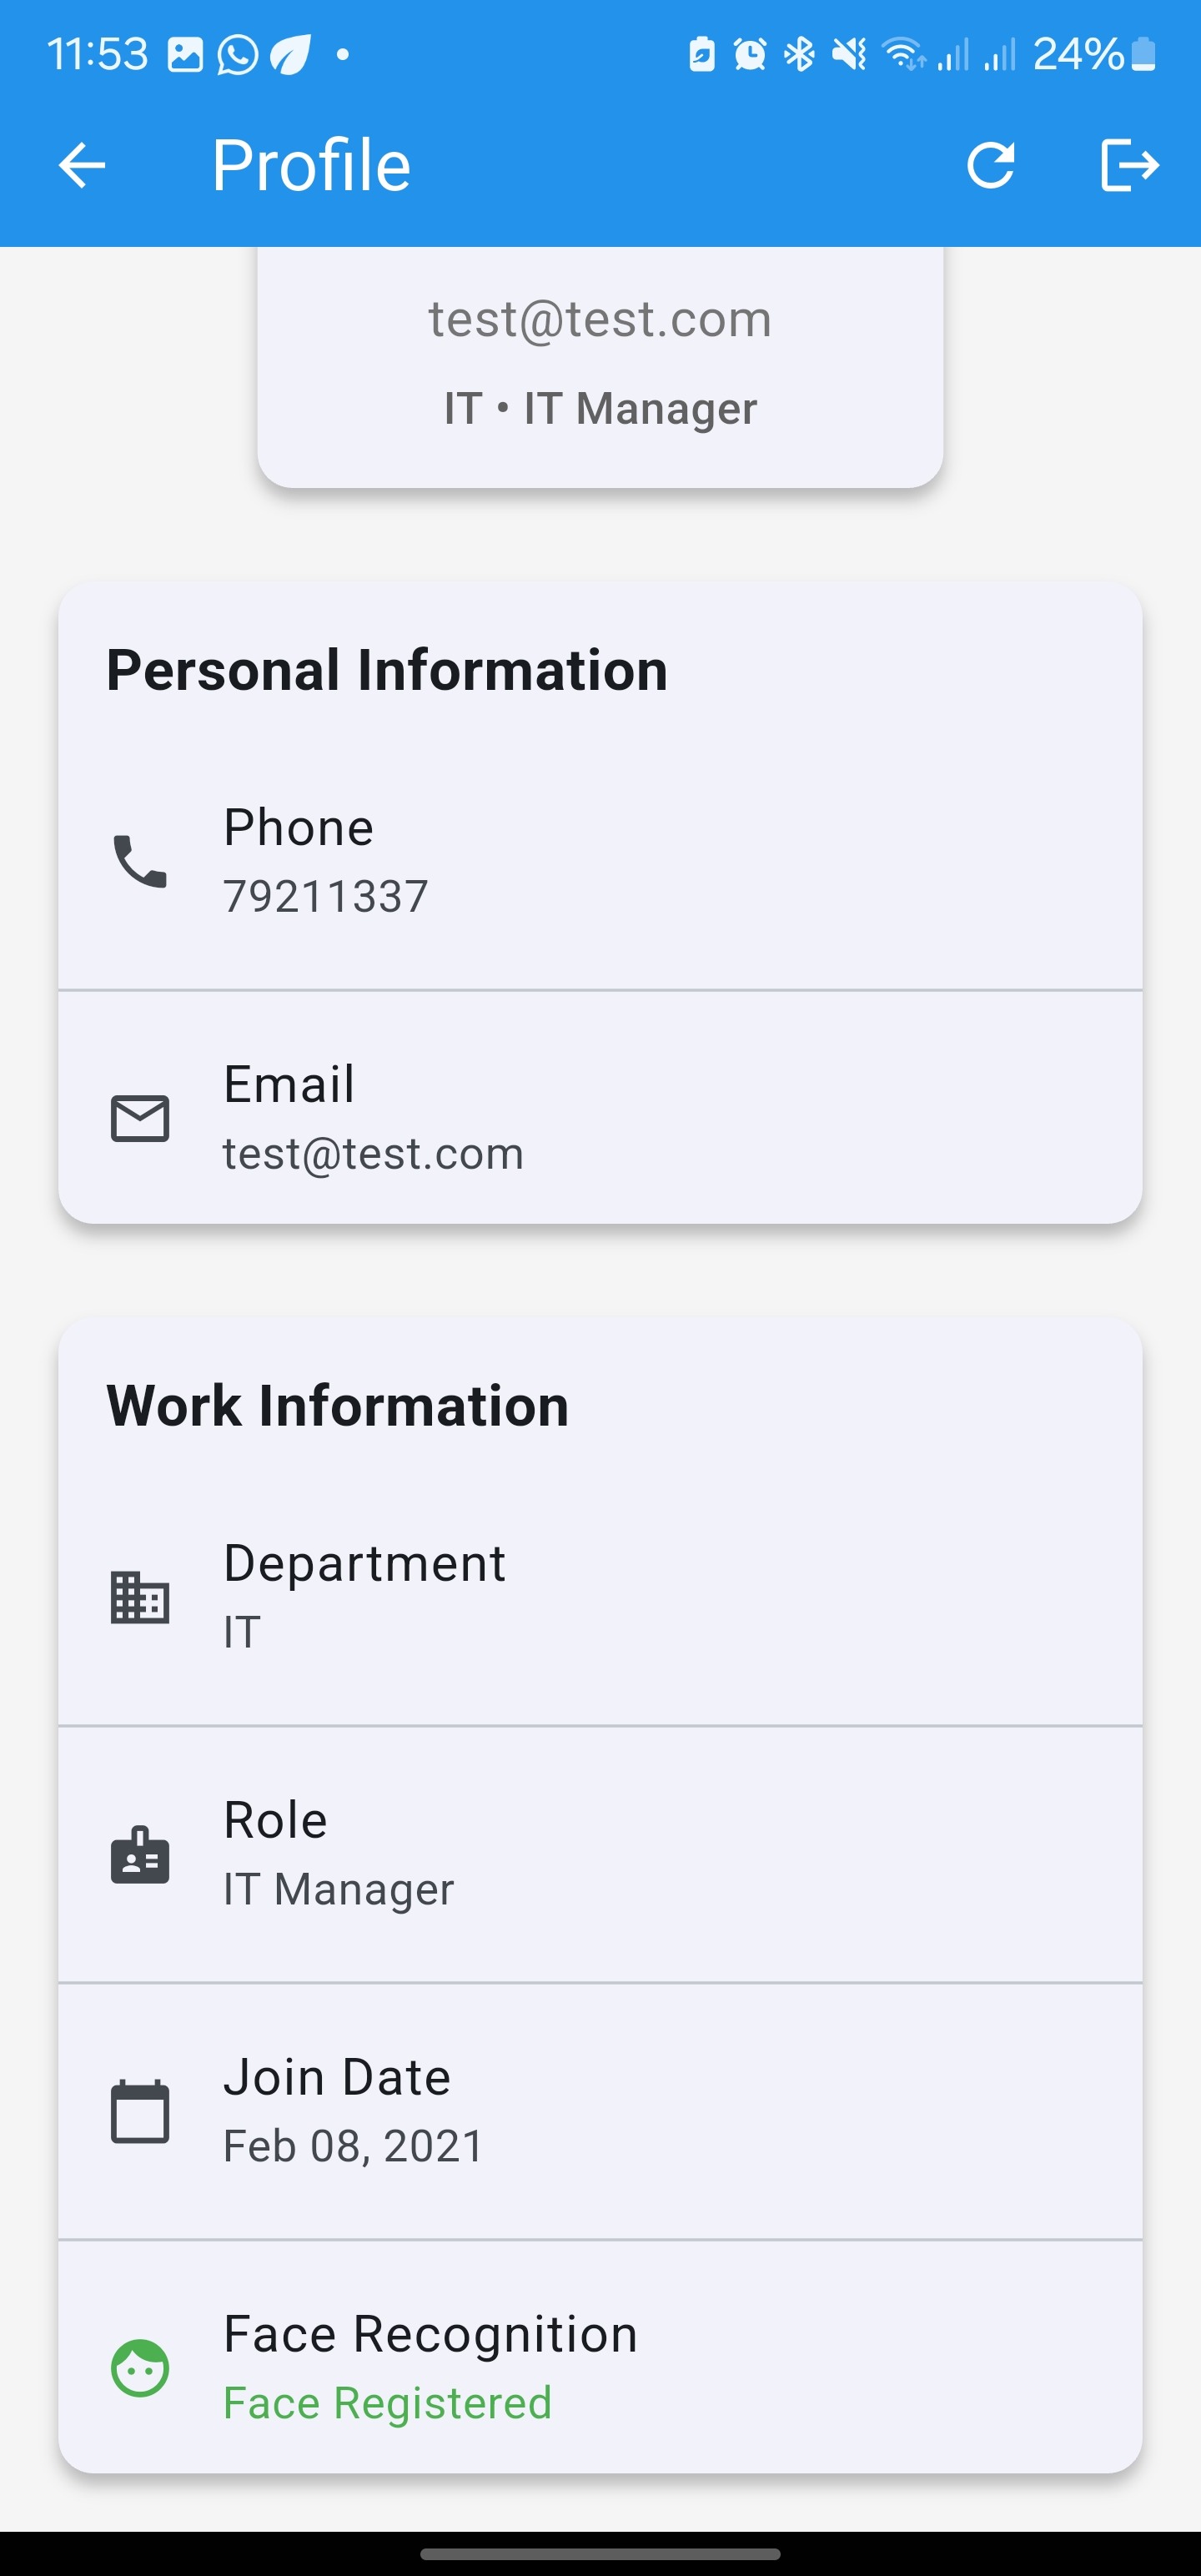 11:53
24%
Profile
test@test.com
IT • IT Manager
Personal Information
Phone
79211337
Email
test@test.com
Work Information
Department
IT
Role
IT Manager
Join Date
Feb 08, 2021
Face Recognition
Face Registered